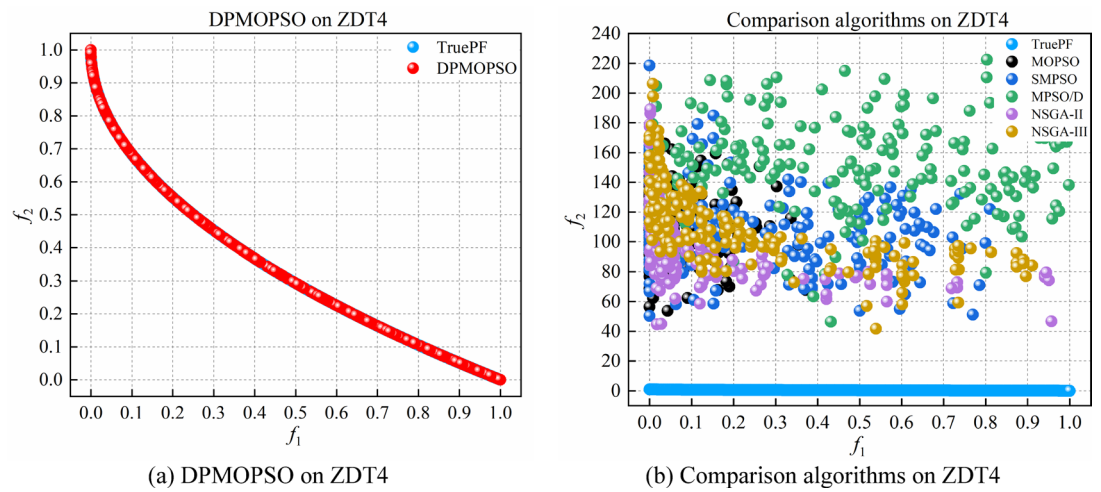 DPMOPSO on ZDT4
TruePF
DPMOPSO
1.0
0.9
0.8
0.7
0.6
0.5
0.4
0.3
0.2
0.1
0.0
f2
0.0 0.1 0.2 0.3 0.4 0.5 0.6 0.7 0.8 0.9 1.0
f1
(a) DPMOPSO on ZDT4
Comparison algorithms on ZDT4
TruePF
MOPSO
SMPSO
MPSO/D
NSGA-II
NSGA-III
240
220
200
180
160
140
120
100
80
60
40
20
0
f2
0.0 0.1 0.2 0.3 0.4 0.5 0.6 0.7 0.8 0.9 1.0
f1
(b) Comparison algorithms on ZDT4